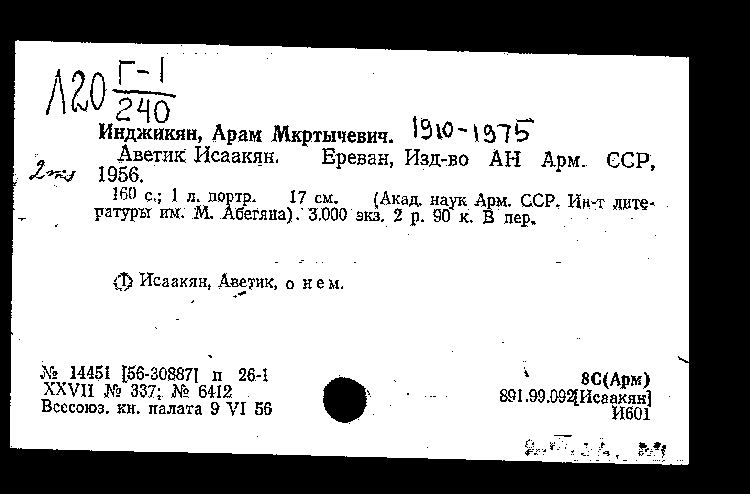 Л20 Г-1
240
Инджикян, Арам Мкртычевич. 1910-1975
Аветик Исаакян. Ереван, Изд-во АН Арм. ССР,
1956.
160 с.; 1 л. портр. 17 см. (Акад. наук Арм. ССР. Ин-т лите-
ратуры им. М. Абегяна). 3.000 экз. 2 р. 90 к. В пер.
(1) Исаакян, Аветик, о нем.
№ 14451 [56-30887] п 26-1
XXVII № 337; № 6412
Всесоюз. кн. палата 9 VI 56
8С(Арм)
891.99.092[Исаакян]
И601